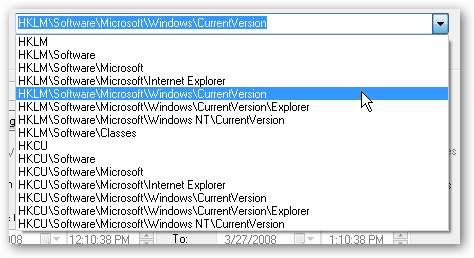 HKLM\Software\Microsoft\Windows\CurrentVersion
HKLM
HKLM\Software
HKLM\Software\Microsoft
HKLM\Software\Microsoft\Internet Explorer
HKLM\Software\Microsoft\Windows\CurrentVersion
HKLM\Software\Microsoft\Windows\CurrentVersion\Explorer
HKLM\Software\Microsoft\Windows NT\CurrentVersion
HKLM\Software\Classes
HKCU
HKCU\Software
HKCU\Software\Microsoft
HKCU\Software\Microsoft\Internet Explorer
HKCU\Software\Microsoft\Windows\CurrentVersion
HKCU\Software\Microsoft\Windows\CurrentVersion\Explorer
HKCU\Software\Microsoft\Windows NT\CurrentVersion
008 12:10:38 PM To: 3/27/2008 1:10:38 PM